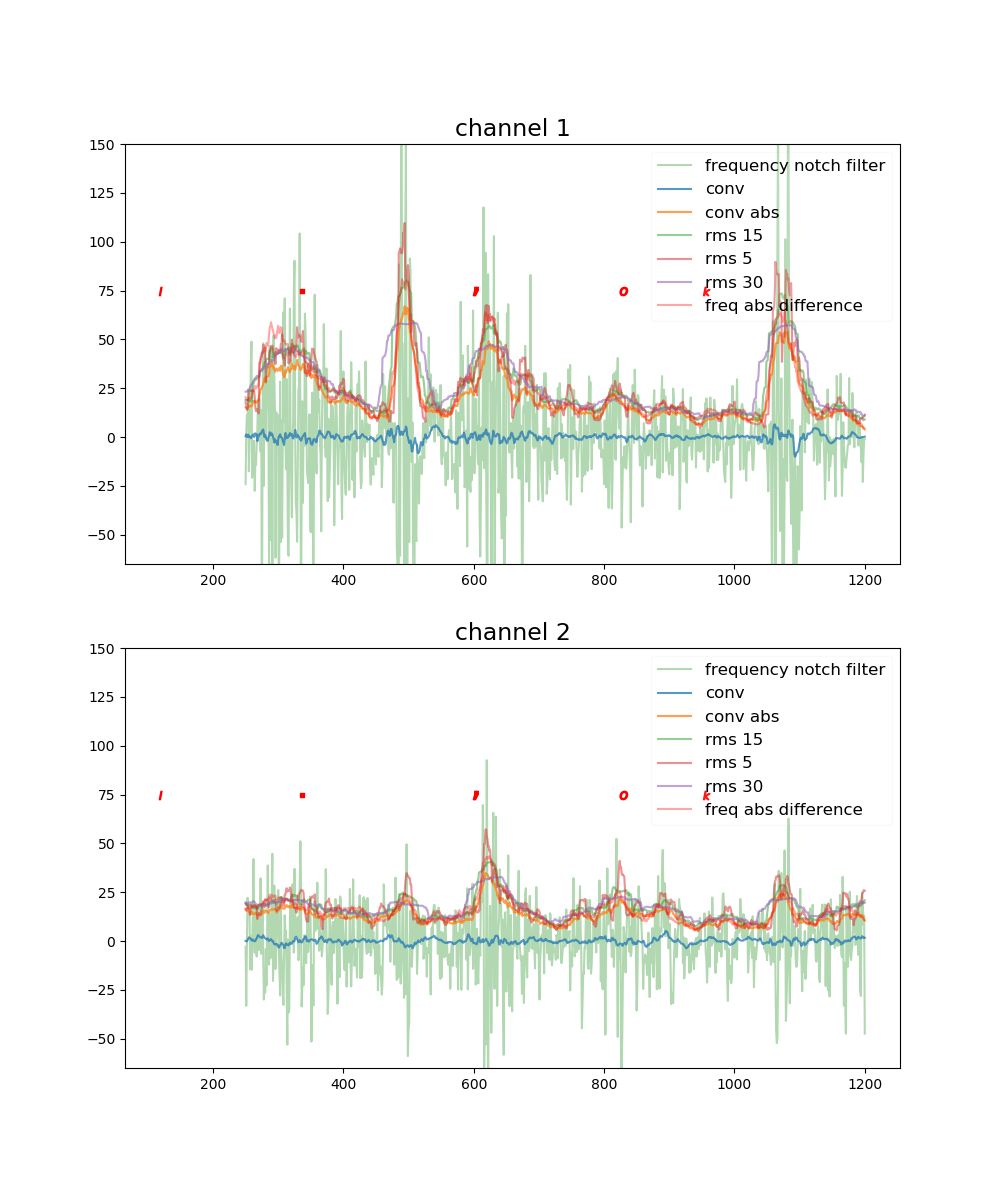 channel 1
150
125
100
75
50
25
0
−25
−50
frequency notch filter
conv
conv abs
rms 15
rms 5
rms 30
freq abs difference
I . , O k
200 400 600 800 1000 1200
channel 2
150
125
100
75
50
25
0
−25
−50
frequency notch filter
conv
conv abs
rms 15
rms 5
rms 30
freq abs difference
I . , O k
200 400 600 800 1000 1200